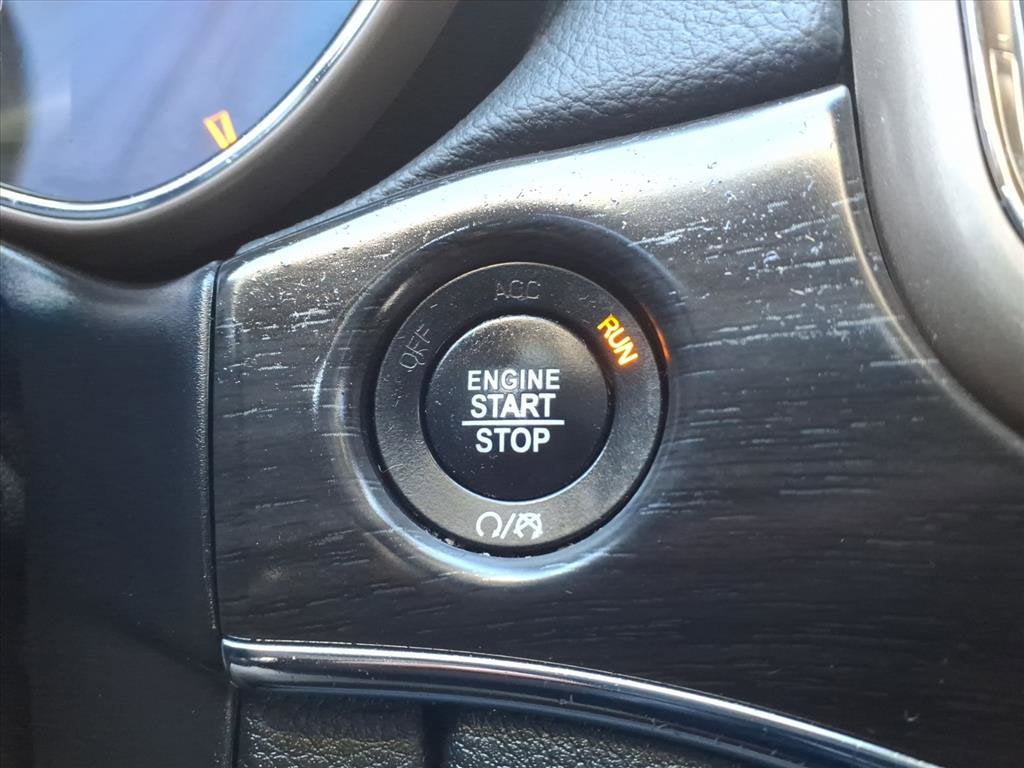 ACC
OFF
RUN
ENGINE
START
STOP